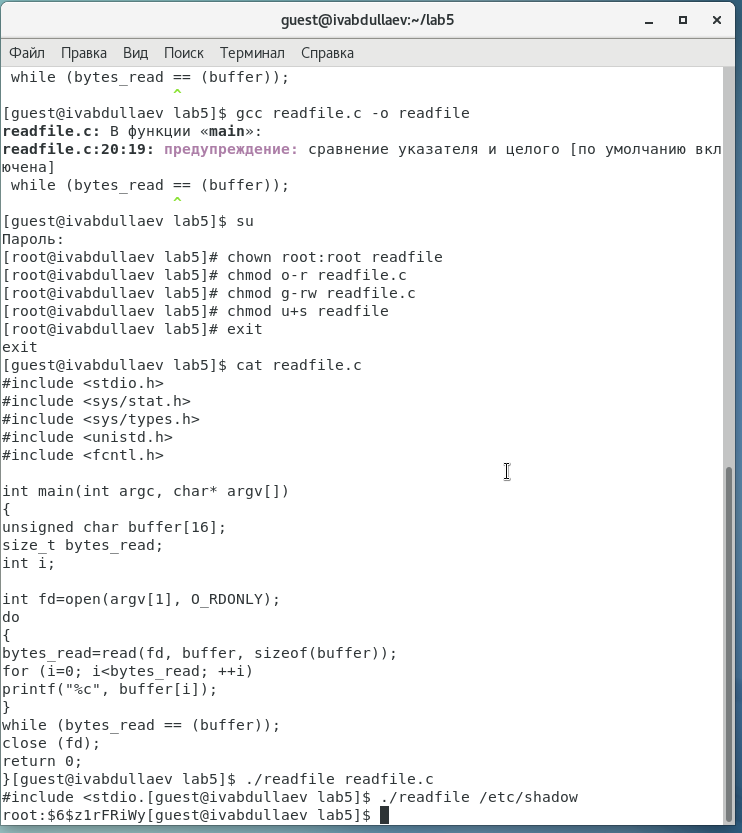 guest@ivabdullaev:~/lab5
Файл Правка Вид Поиск Терминал Справка
 while (bytes_read == (buffer));
                   ^
[guest@ivabdullaev lab5]$ gcc readfile.c -o readfile
readfile.c: В функции «main»:
readfile.c:20:19: предупреждение: сравнение указателя и целого [по умолчанию вкл
ючена]
 while (bytes_read == (buffer));
                   ^
[guest@ivabdullaev lab5]$ su
Пароль:
[root@ivabdullaev lab5]# chown root:root readfile
[root@ivabdullaev lab5]# chmod o-r readfile.c
[root@ivabdullaev lab5]# chmod g-rw readfile.c
[root@ivabdullaev lab5]# chmod u+s readfile
[root@ivabdullaev lab5]# exit
exit
[guest@ivabdullaev lab5]$ cat readfile.c
#include <stdio.h>
#include <sys/stat.h>
#include <sys/types.h>
#include <unistd.h>
#include <fcntl.h>

int main(int argc, char* argv[])
{
unsigned char buffer[16];
size_t bytes_read;
int i;

int fd=open(argv[1], O_RDONLY);
do
{
bytes_read=read(fd, buffer, sizeof(buffer));
for (i=0; i<bytes_read; ++i)
printf("%c", buffer[i]);
}
while (bytes_read == (buffer));
close (fd);
return 0;
}[guest@ivabdullaev lab5]$ ./readfile readfile.c
#include <stdio.[guest@ivabdullaev lab5]$ ./readfile /etc/shadow
root:$6$z1rFRiWy[guest@ivabdullaev lab5]$